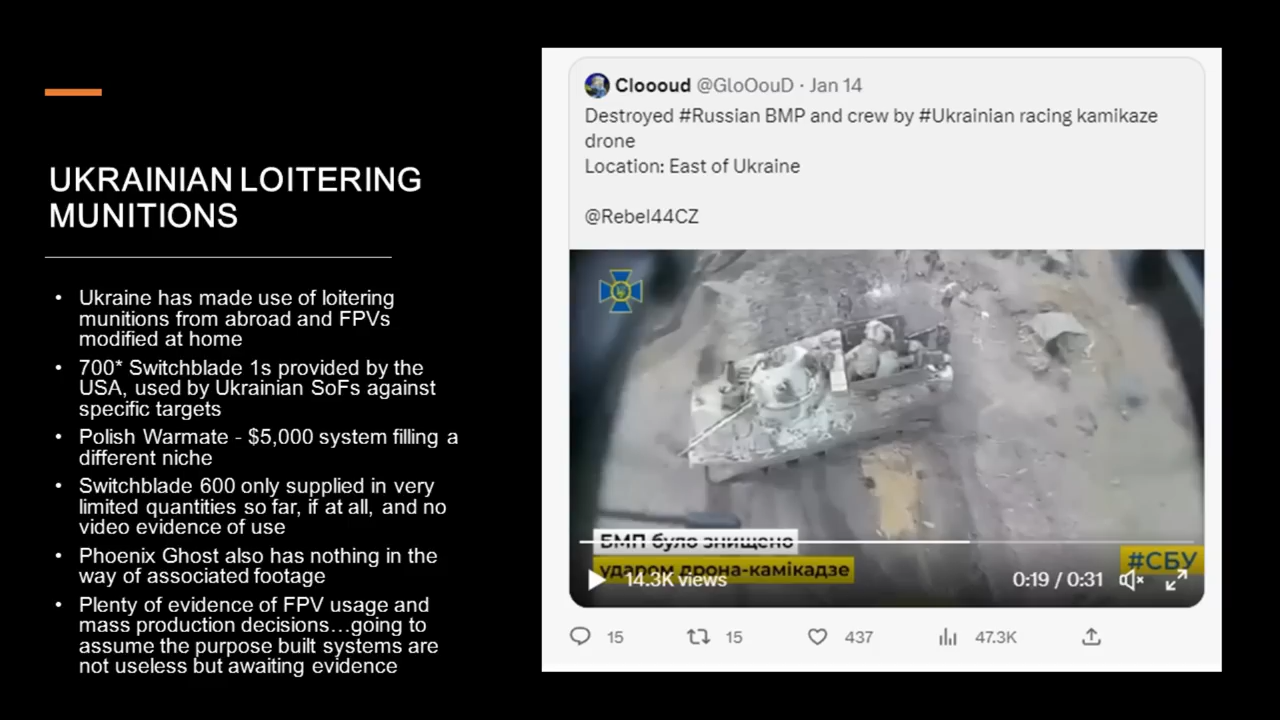 UKRAINIAN LOITERING
MUNITIONS
• Ukraine has made use of loitering
munitions from abroad and FPVs
modified at home
• 700* Switchblade 1s provided by the
USA, used by Ukrainian SoFs against
specific targets
• Polish Warmate - $5,000 system filling a
different niche
• Switchblade 600 only supplied in very
limited quantities so far, if at all, and no
video evidence of use
• Phoenix Ghost also has nothing in the
way of associated footage
• Plenty of evidence of FPV usage and
mass production decisions…going to
assume the purpose built systems are
not useless but awaiting evidence
Cloooud @GloOouD · Jan 14
Destroyed #Russian BMP and crew by #Ukrainian racing kamikaze
drone
Location: East of Ukraine
@Rebel44CZ
БМП було знищено
ударом дрона-камікадзе
#СБУ
14.3K views
0:19 / 0:31
15
15
437
47.3K